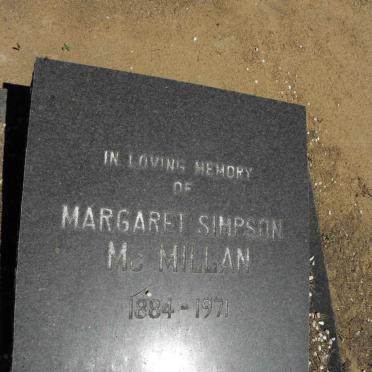 IN LOVING MEMORY
OF
MARGARET SIMPSON
Mc MILLAN
1884 - 1971